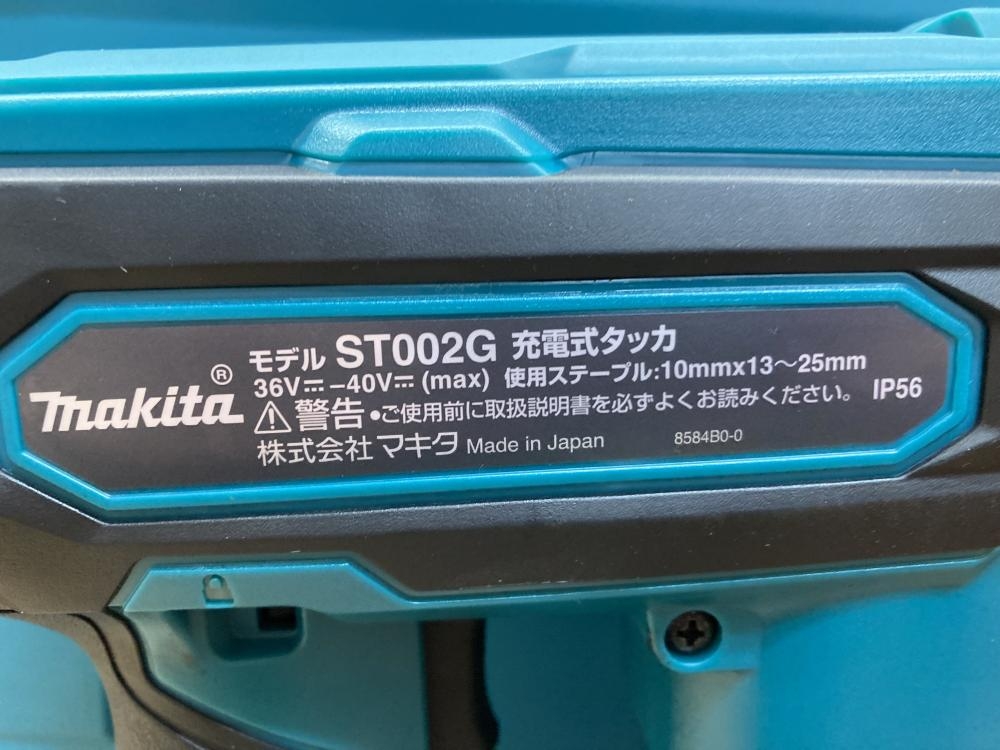 makita®
モデル ST002G 充電式タッカ
36V⎓-40V⎓(max) 使用ステープル:10mmx13～25mm
⚠警告●ご使用前に取扱説明書を必ずよくお読みください。 IP56
株式会社マキタ Made in Japan 8584B0-0